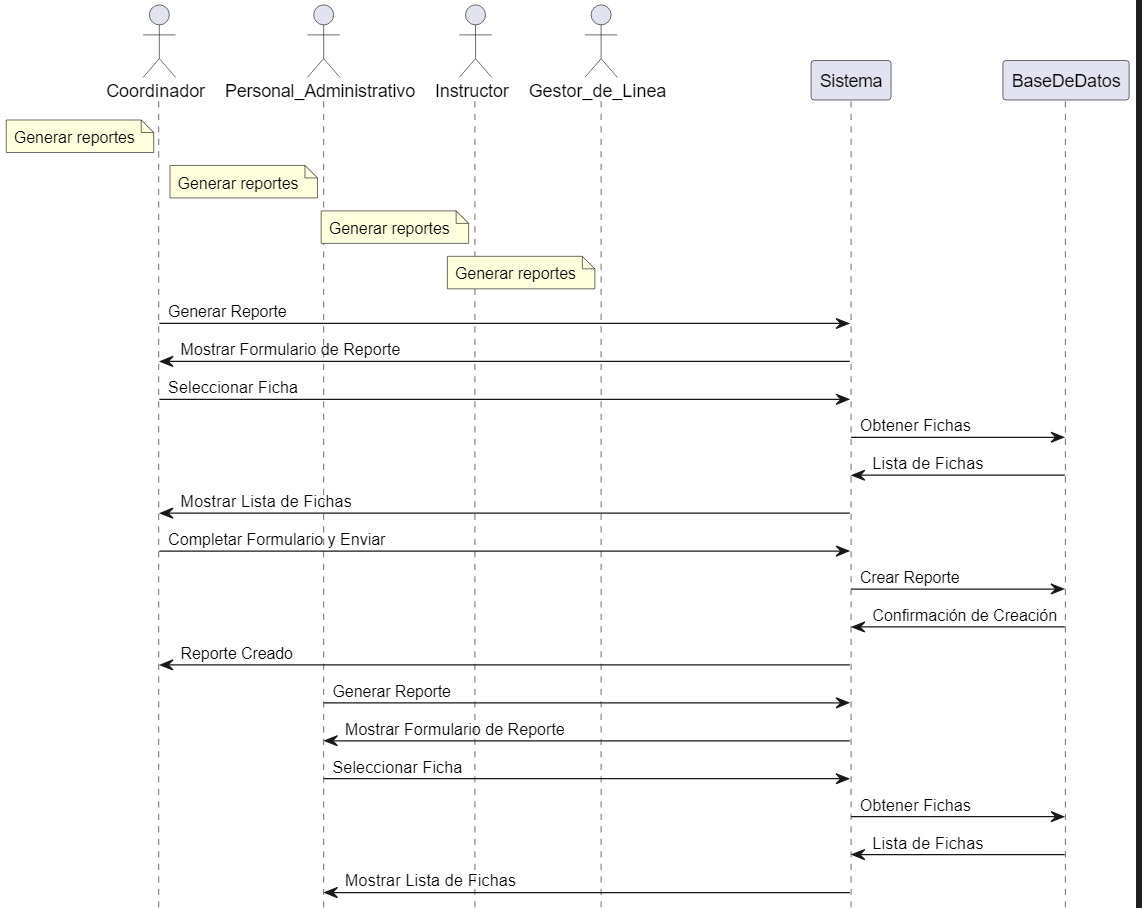 Coordinador Personal_Administrativo Instructor Gestor_de_Linea Sistema BaseDeDatos
Generar reportes
Generar reportes
Generar reportes
Generar reportes
Generar Reporte
Mostrar Formulario de Reporte
Seleccionar Ficha
Obtener Fichas
Lista de Fichas
Mostrar Lista de Fichas
Completar Formulario y Enviar
Crear Reporte
Confirmación de Creación
Reporte Creado
Generar Reporte
Mostrar Formulario de Reporte
Seleccionar Ficha
Obtener Fichas
Lista de Fichas
Mostrar Lista de Fichas